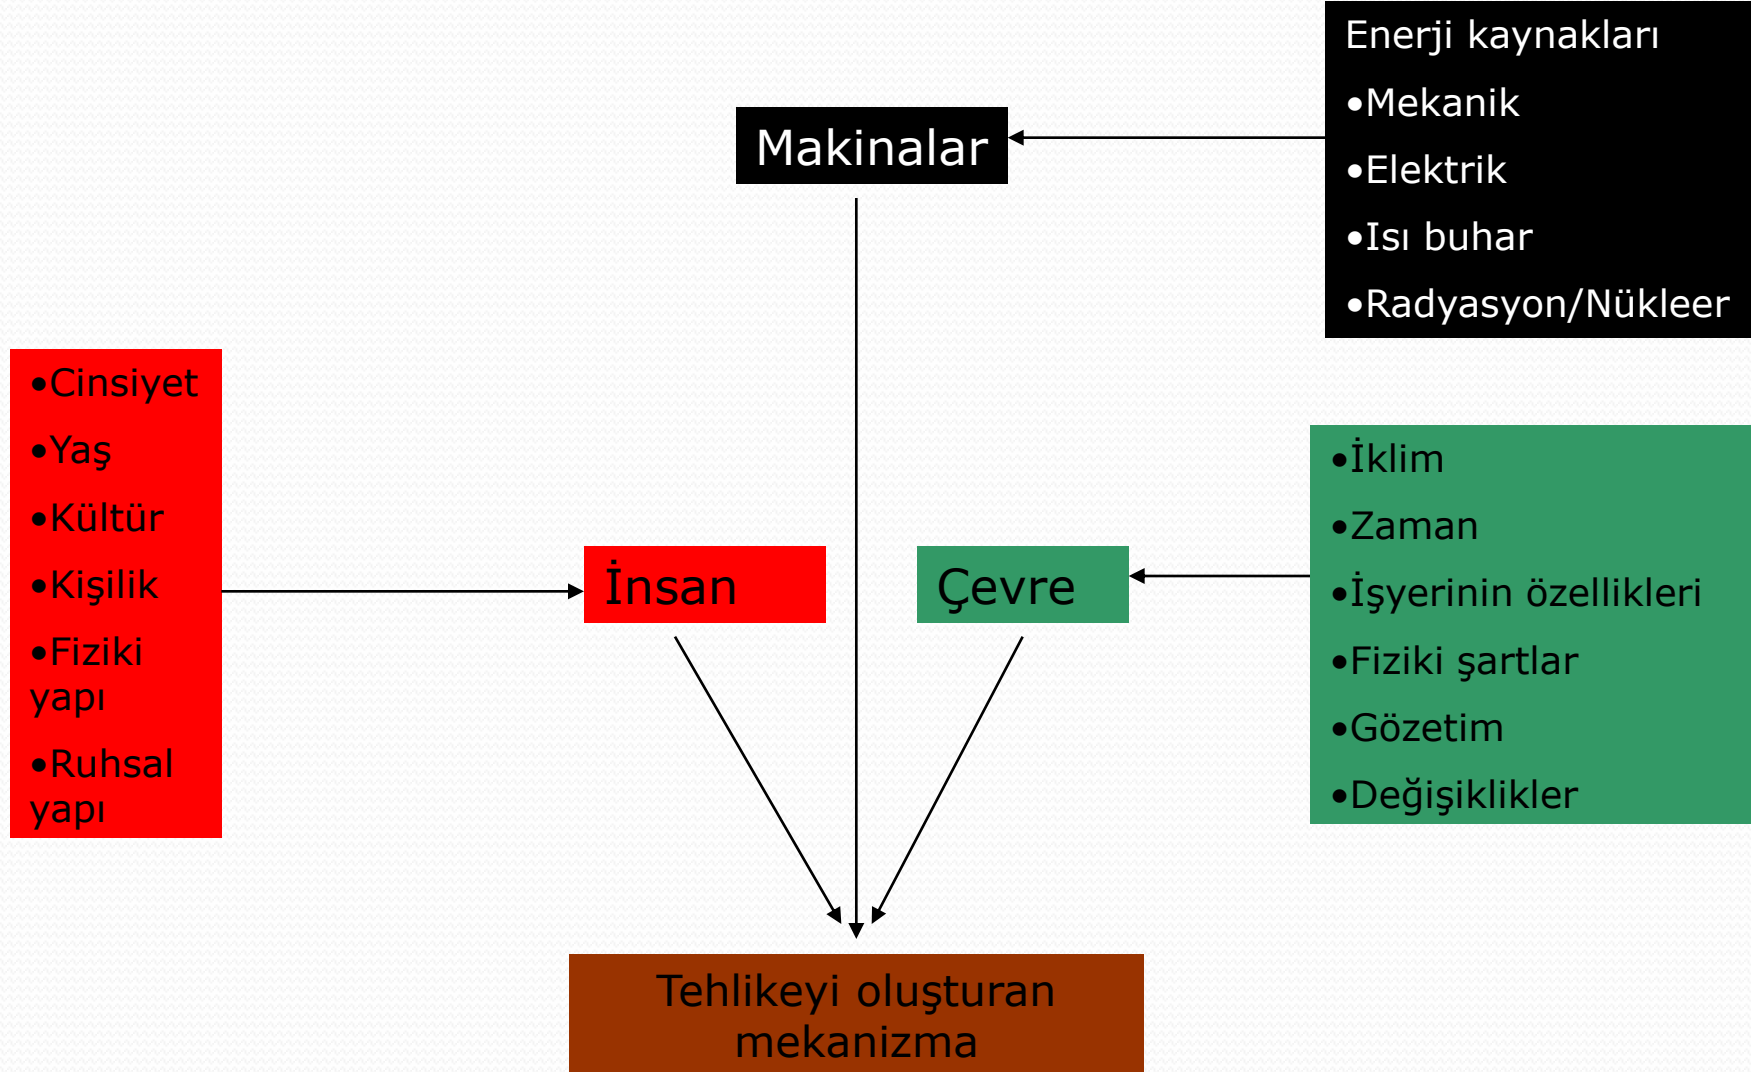 Enerji kaynakları
•Mekanik
•Elektrik
•Isı buhar
•Radyasyon/Nükleer
Makinalar
•Cinsiyet
•Yaş
•Kültür
•Kişilik
•Fiziki
yapı
•Ruhsal
yapı
İnsan
Çevre
•İklim
•Zaman
•İşyerinin özellikleri
•Fiziki şartlar
•Gözetim
•Değişiklikler
Tehlikeyi oluşturan
mekanizma